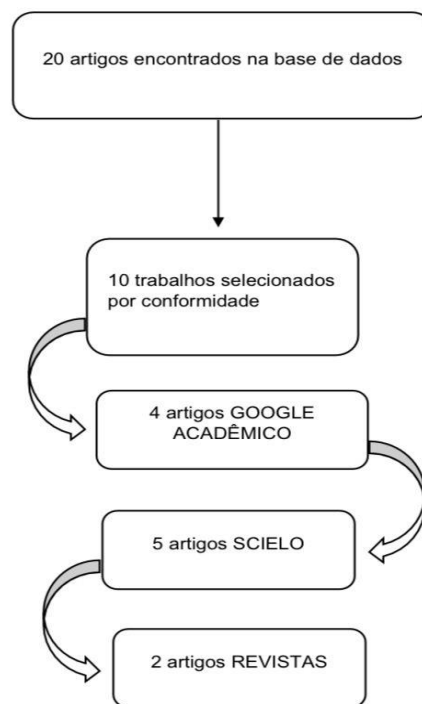 20 artigos encontrados na base de dados
10 trabalhos selecionados
por conformidade
4 artigos GOOGLE
ACADÊMICO
5 artigos SCIELO
2 artigos REVISTAS